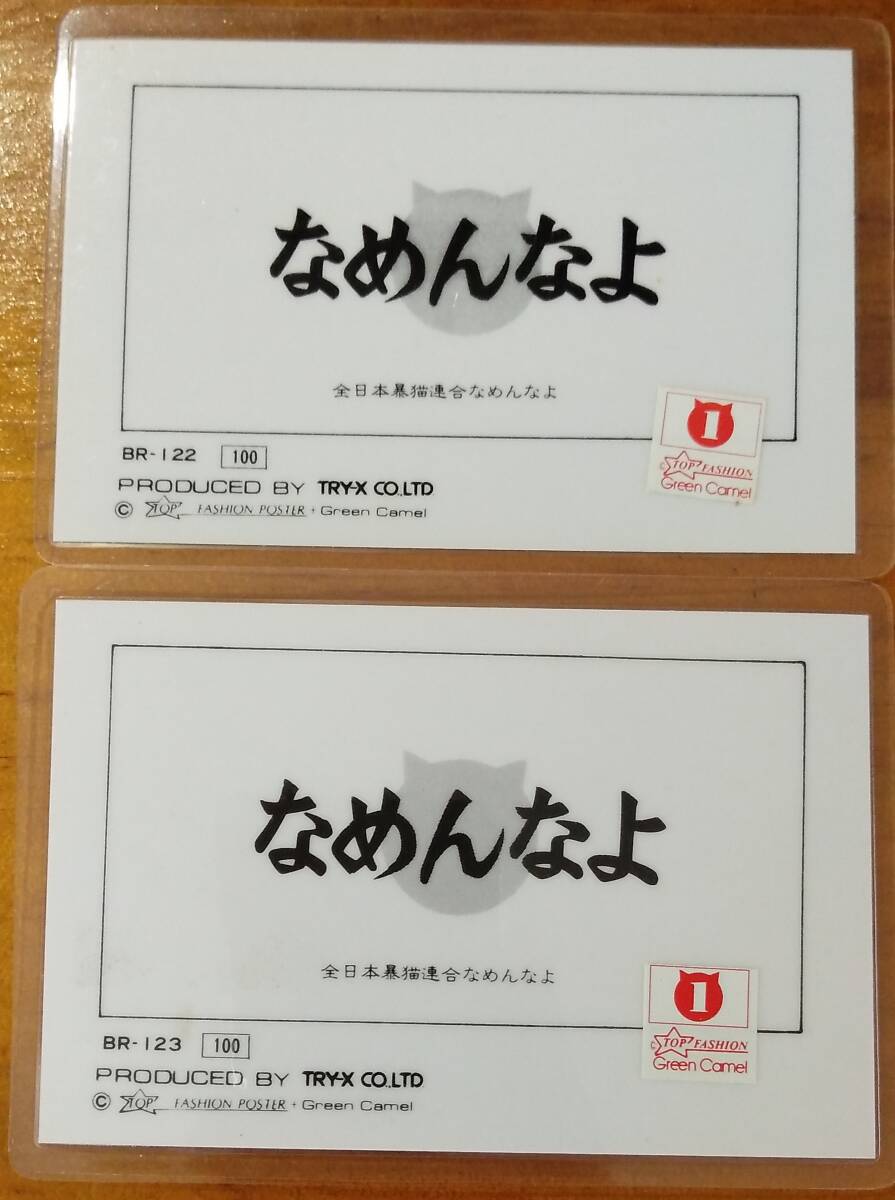 なめんなよ
全日本暴猫連合なめんなよ
1
TOP FASHION
Green Camel
BR-122 100
PRODUCED BY TRY-X CO.,LTD
© TOP FASHION POSTER + Green Camel
なめんなよ
全日本暴猫連合なめんなよ
1
© TOP FASHION
Green Camel
BR-123 100
PRODUCED BY TRY-X CO.,LTD
© TOP FASHION POSTER + Green Camel